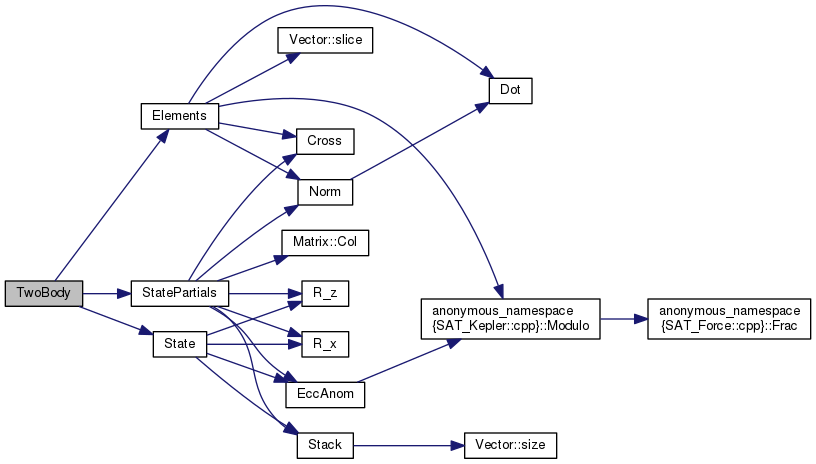 Vector::slice
Dot
Elements
Cross
Norm
Matrix::Col
TwoBody
StatePartials
R_z
anonymous_namespace
{SAT_Kepler::cpp}::Modulo
anonymous_namespace
{SAT_Force::cpp}::Frac
State
R_x
EccAnom
Stack
Vector::size